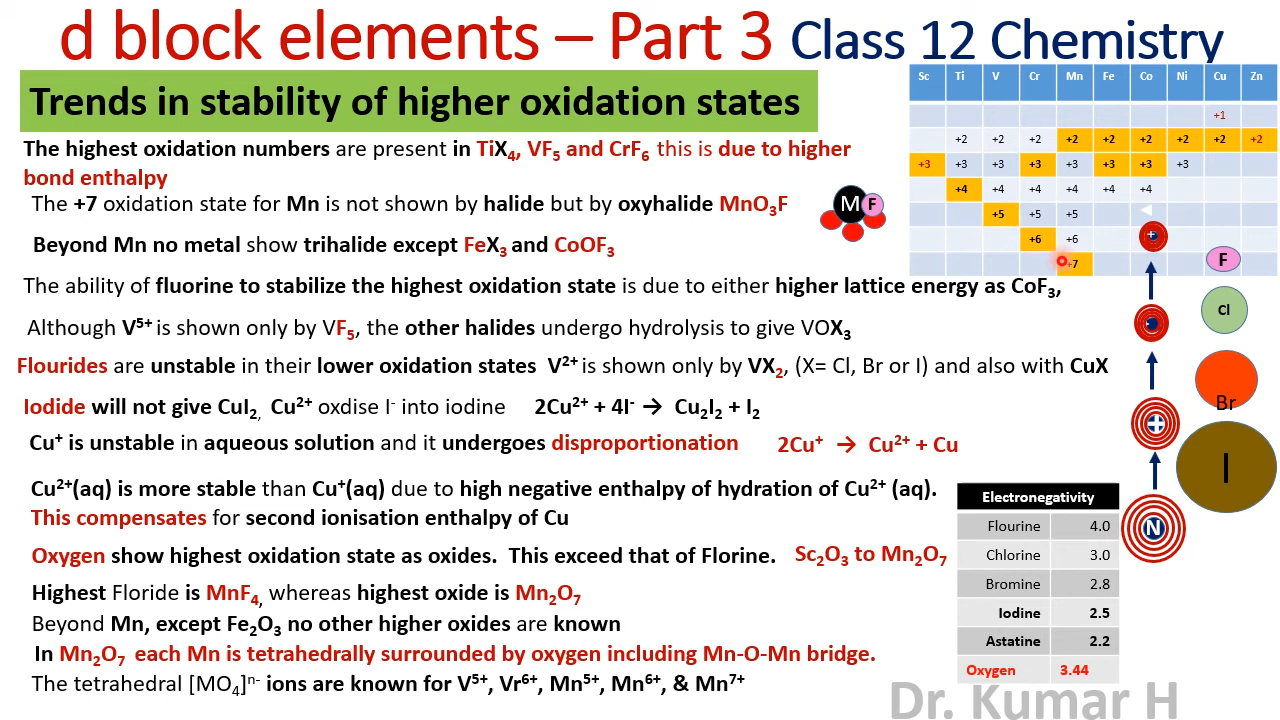 d block elements – Part 3 Class 12 Chemistry
Trends in stability of higher oxidation states
The highest oxidation numbers are present in TiX₄, VF₅ and CrF₆ this is due to higher
bond enthalpy
The +7 oxidation state for Mn is not shown by halide but by oxyhalide MnO₃F
Beyond Mn no metal show trihalide except FeX₃ and CoOF₃
The ability of fluorine to stabilize the highest oxidation state is due to either higher lattice energy as CoF₃,
Although V⁵⁺ is shown only by VF₅, the other halides undergo hydrolysis to give VOX₃
Flourides are unstable in their lower oxidation states V²⁺ is shown only by VX₂, (X= Cl, Br or I) and also with CuX
Iodide will not give CuI₂, Cu²⁺ oxdise I⁻ into iodine 2Cu²⁺ + 4I⁻ → Cu₂I₂ + I₂
Cu⁺ is unstable in aqueous solution and it undergoes disproportionation 2Cu⁺ → Cu²⁺ + Cu
Cu²⁺(aq) is more stable than Cu⁺(aq) due to high negative enthalpy of hydration of Cu²⁺ (aq).
This compensates for second ionisation enthalpy of Cu
Oxygen show highest oxidation state as oxides. This exceed that of Florine. Sc₂O₃ to Mn₂O₇
Highest Floride is MnF₄, whereas highest oxide is Mn₂O₇
Beyond Mn, except Fe₂O₃ no other higher oxides are known
In Mn₂O₇ each Mn is tetrahedrally surrounded by oxygen including Mn-O-Mn bridge.
The tetrahedral [MO₄]ⁿ⁻ ions are known for V⁵⁺, Vr⁶⁺, Mn⁵⁺, Mn⁶⁺, & Mn⁷⁺
Sc Ti V Cr Mn Fe Co Ni Cu Zn
+1
+2 +2 +2 +2 +2 +2 +2 +2 +2
+3 +3 +3 +3 +3 +3 +3 +3
+4 +4 +4 +4 +4 +4
+5 +5 +5
+6 +6
+7
M F
+
-
+
N
F
Cl
Br
I
Electronegativity
Flourine 4.0
Chlorine 3.0
Bromine 2.8
Iodine 2.5
Astatine 2.2
Oxygen 3.44
Dr. Kumar H